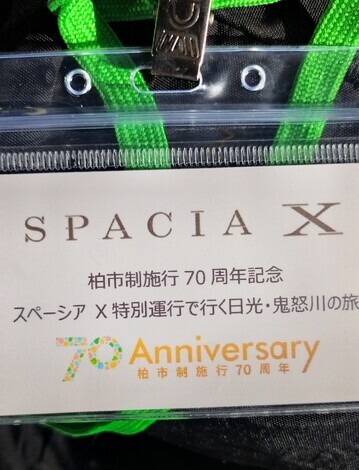 SPACIA X
柏市制施行 70 周年記念
スペーシア X 特別運行で行く日光・鬼怒川の旅
70 Anniversary
柏市制施行70周年